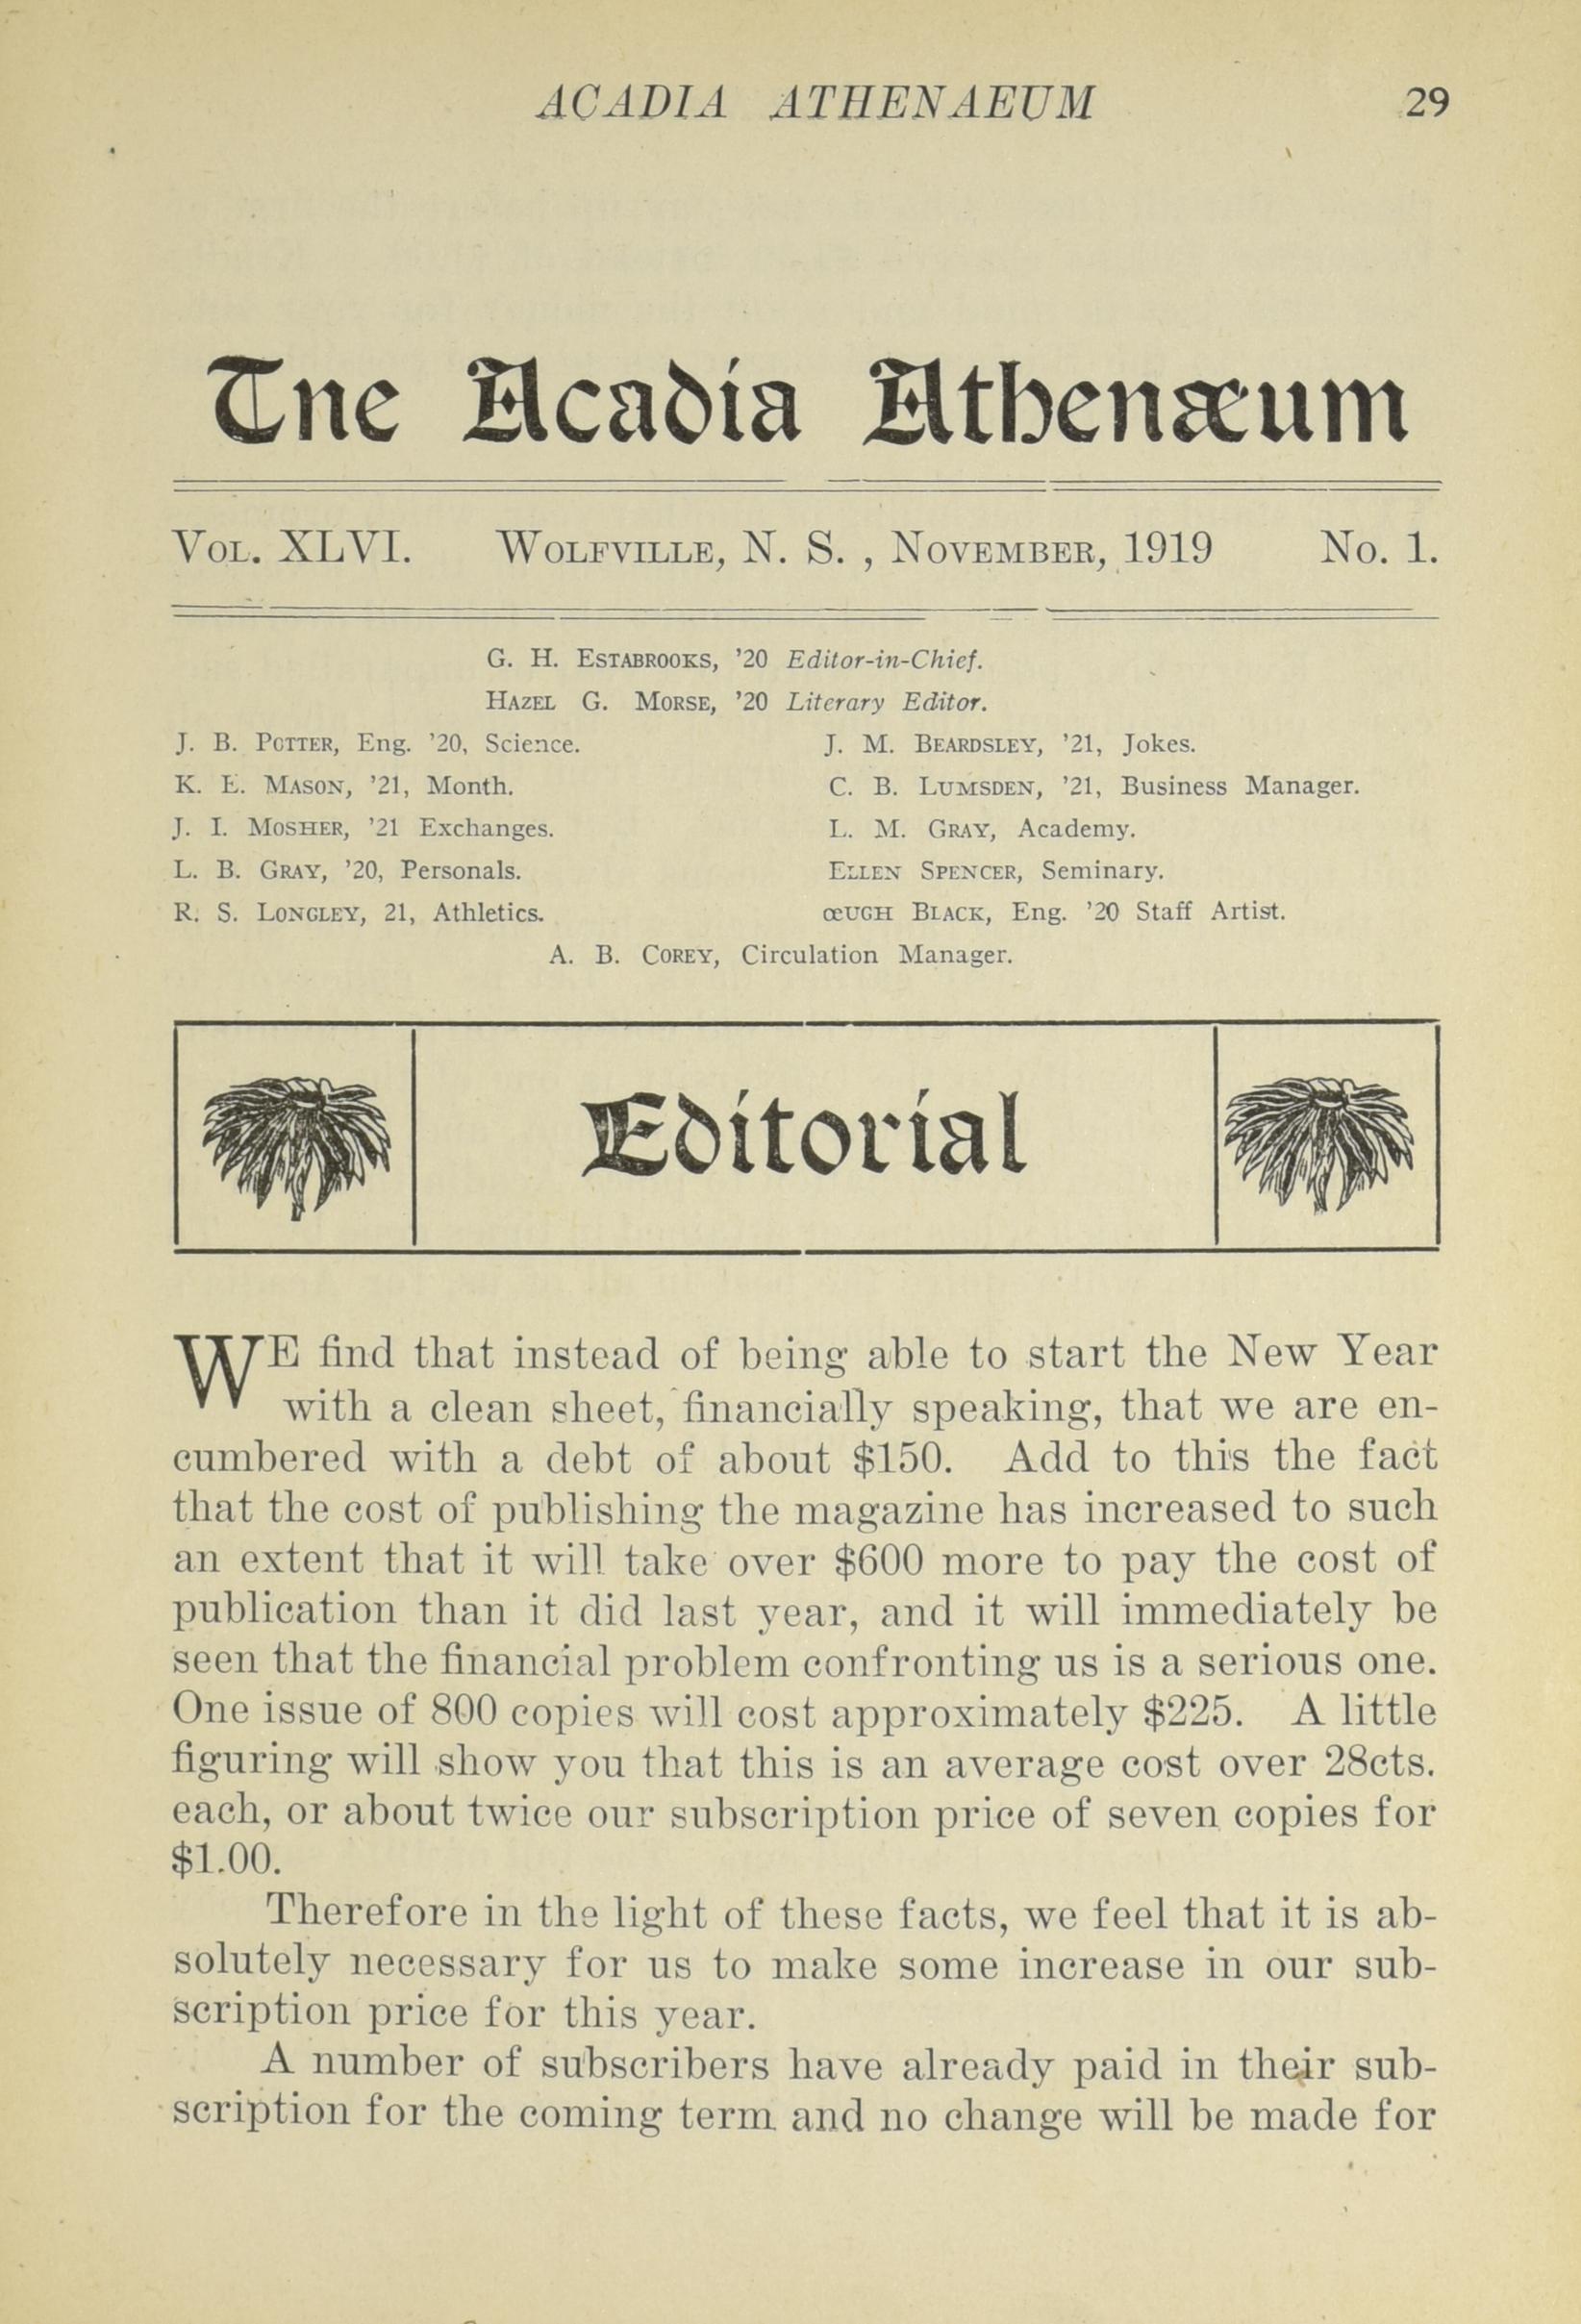 ACADIA ATHENAEUM 29
Tne Acadia Athenæum
VOL. XLVI. WOLFVILLE, N. S. , NOVEMBER, 1919 No. 1.
G. H. ESTABROOKS, '20 Editor-in-Chief.
HAZEL G. MORSE, '20 Literary Editor.
J. B. POTTER, Eng. '20, Science. J. M. BEARDSLEY, '21, Jokes.
K. E. MASON, '21, Month. C. B. LUMSDEN, '21, Business Manager.
J. I. MOSHER, '21 Exchanges. L. M. GRAY, Academy.
L. B. GRAY, '20, Personals. ELLEN SPENCER, Seminary.
R. S. LONGLEY, 21, Athletics. œUGH BLACK, Eng. '20 Staff Artist.
A. B. COREY, Circulation Manager.
Editorial
WE find that instead of being able to start the New Year
with a clean sheet, financially speaking, that we are en-
cumbered with a debt of about $150. Add to this the fact
that the cost of publishing the magazine has increased to such
an extent that it will take over $600 more to pay the cost of
publication than it did last year, and it will immediately be
seen that the financial problem confronting us is a serious one.
One issue of 800 copies will cost approximately $225. A little
figuring will show you that this is an average cost over 28cts.
each, or about twice our subscription price of seven copies for
$1.00.
Therefore in the light of these facts, we feel that it is ab-
solutely necessary for us to make some increase in our sub-
scription price for this year.
A number of subscribers have already paid in their sub-
scription for the coming term and no change will be made for